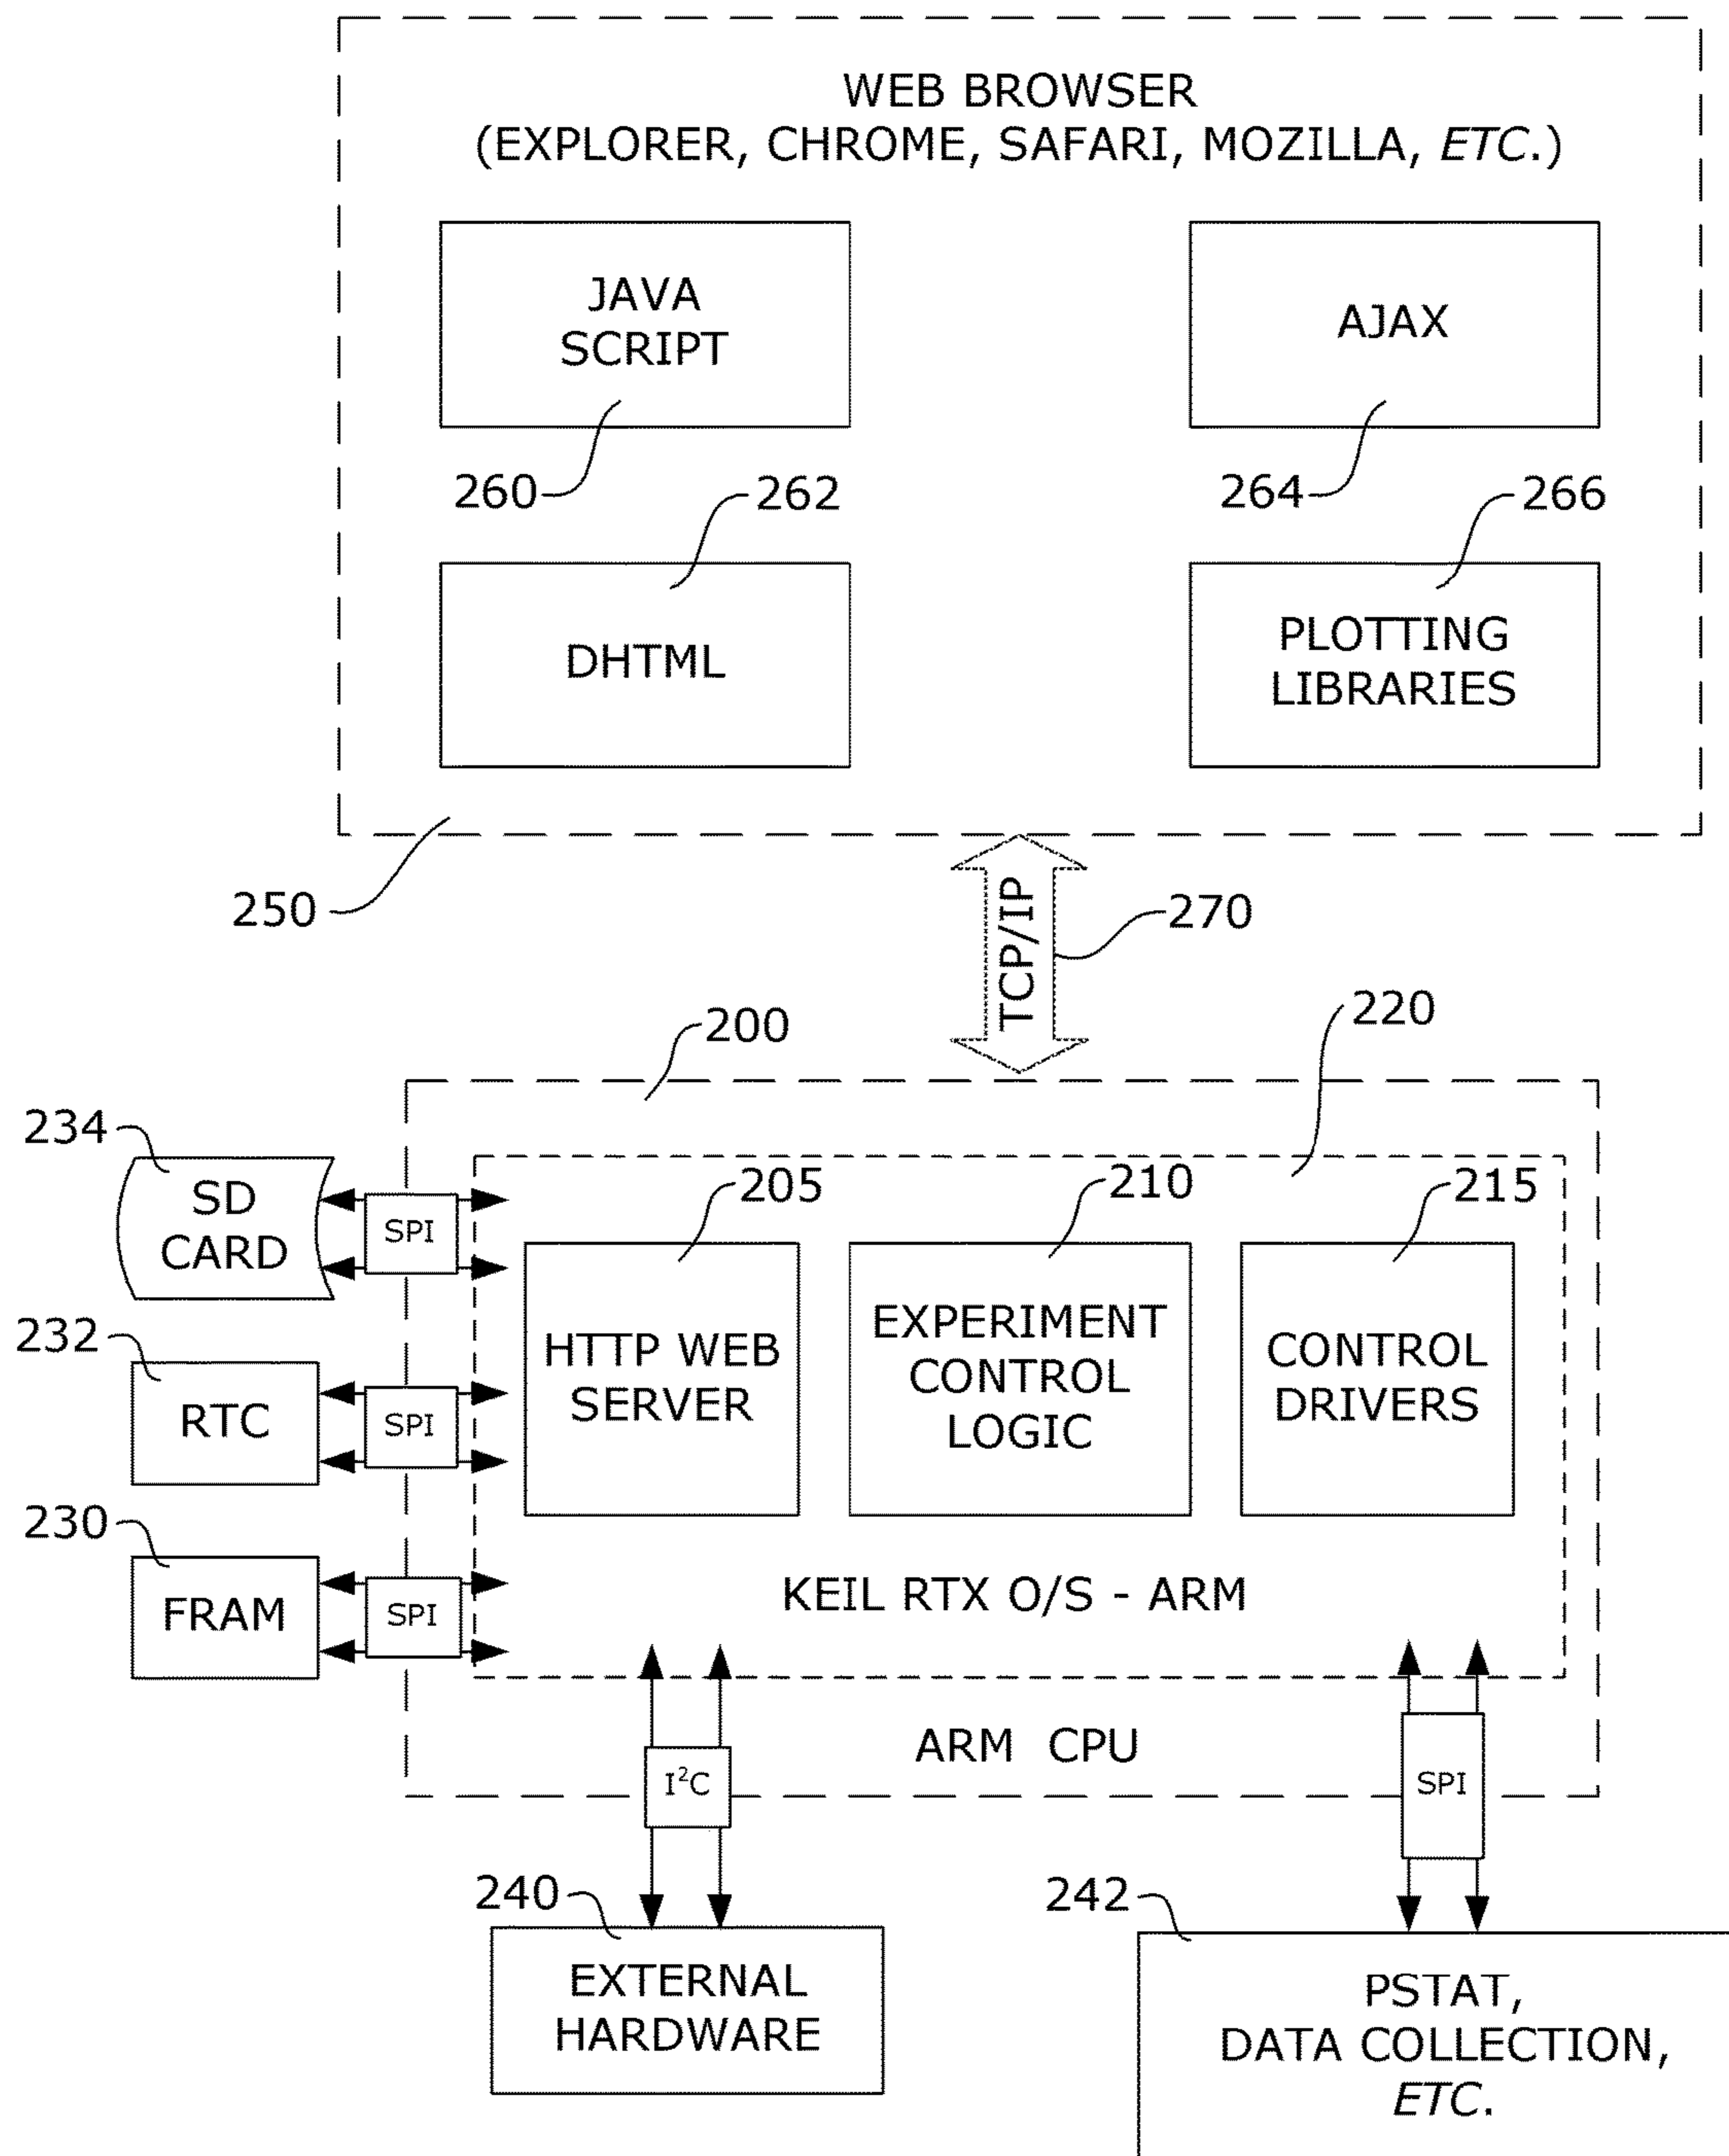 WEB BROWSER
(EXPLORER, CHROME, SAFARI, MOZILLA, ETC.)
JAVA
SCRIPT
AJAX
260
262
264
266
DHTML
PLOTTING
LIBRARIES
250
TCP/IP
270
200
220
234
SD
CARD
SPI
205
210
215
232
RTC
SPI
HTTP WEB
SERVER
EXPERIMENT
CONTROL
LOGIC
CONTROL
DRIVERS
230
FRAM
SPI
KEIL RTX O/S - ARM
ARM CPU
I²C
SPI
240
EXTERNAL
HARDWARE
242
PSTAT,
DATA COLLECTION,
ETC.